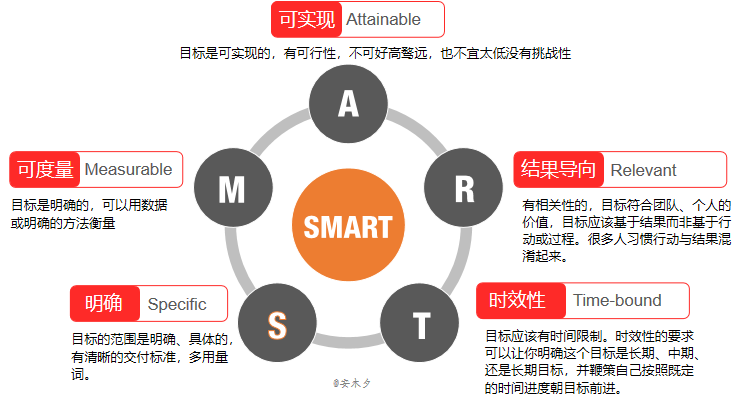 可实现 Attainable
目标是可实现的，有可行性，不可好高骛远，也不宜太低没有挑战性
A
可度量 Measurable
目标是明确的，可以用数据
或明确的方法衡量
M
SMART
R
结果导向 Relevant
有相关性的，目标符合团队、个人的
价值，目标应该基于结果而非基于行
动或过程。很多人习惯行动与结果混
淆起来。
明确 Specific
目标的范围是明确、具体的，
有清晰的交付标准，多用量
词。
S
T
时效性 Time-bound
目标应该有时间限制。时效性的要求
可以让你明确这个目标是长期、中期、
还是长期目标，并鞭策自己按照既定
的时间进度朝目标前进。
@安木夕